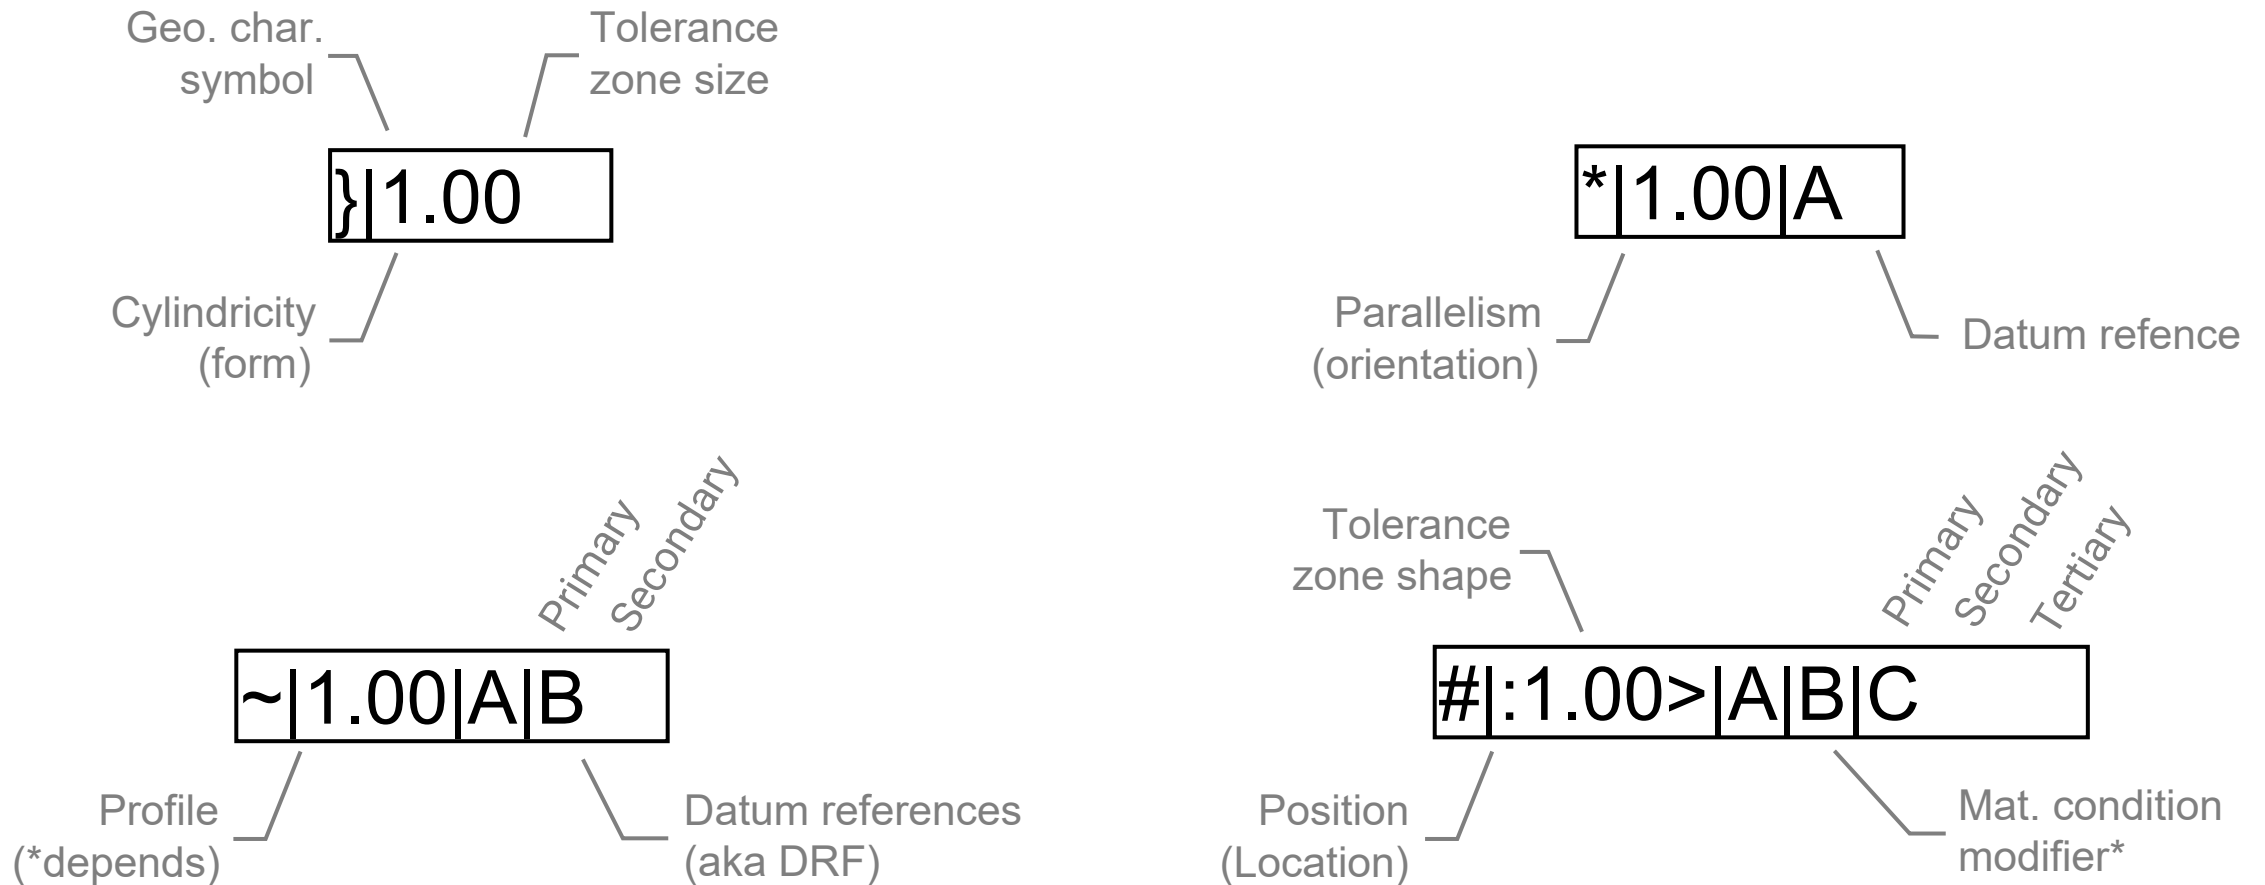 Geo. char.
symbol
Tolerance
zone size
}|1.00
Cylindricity
(form)
*|1.00|A
Parallelism
(orientation)
Datum refence
Primary
Secondary
~|1.00|A|B
Profile
(*depends)
Datum references
(aka DRF)
Tolerance
zone shape
Primary
Secondary
Tertiary
#|:1.00>|A|B|C
Position
(Location)
Mat. condition
modifier*